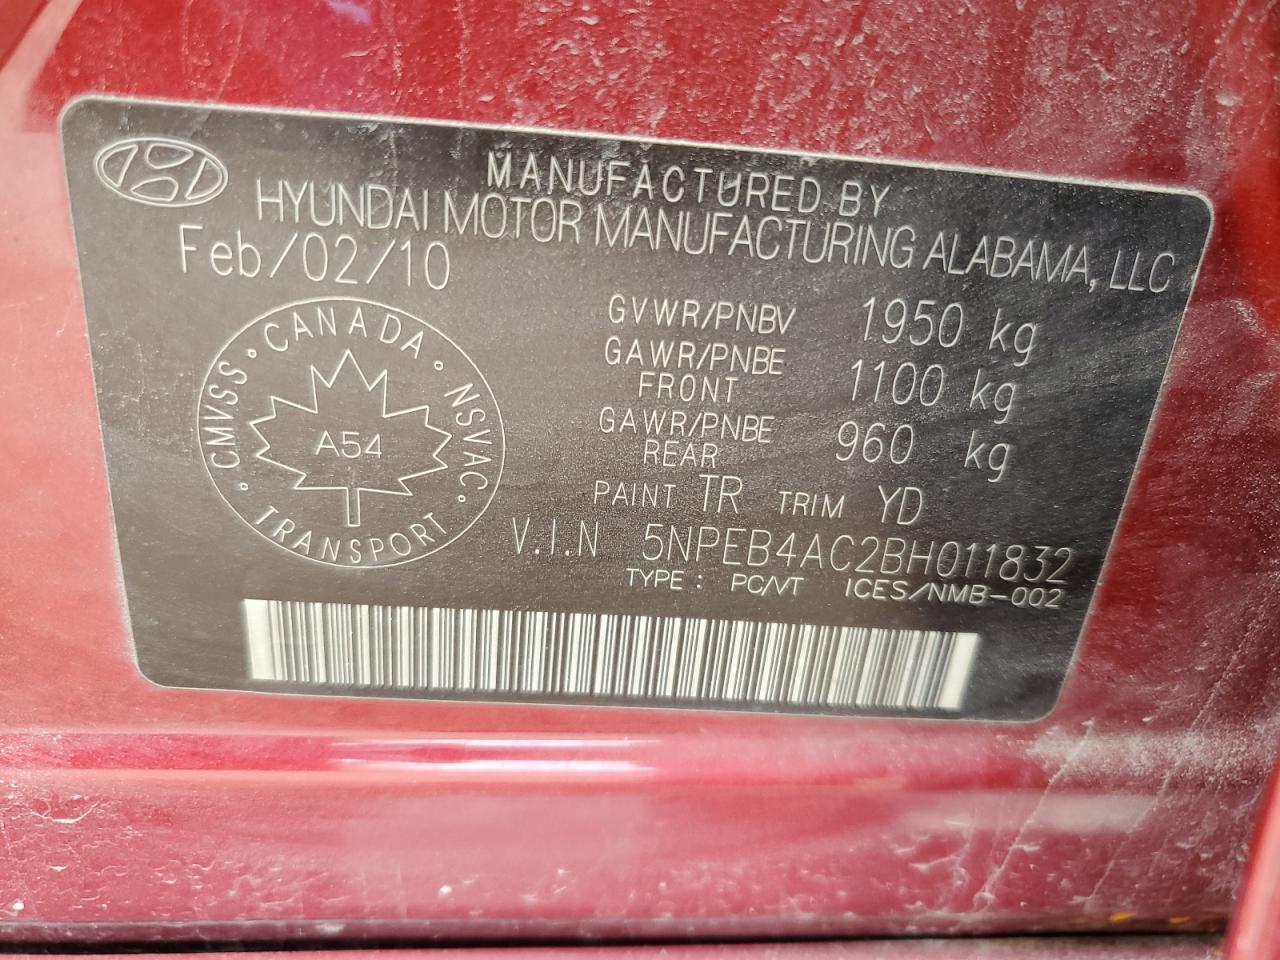 MANUFACTURED BY
HYUNDAI MOTOR MANUFACTURING ALABAMA, LLC
Feb/02/10
GVWR/PNBV 1950 kg
GAWR/PNBE FRONT 1100 kg
GAWR/PNBE REAR 960 kg
PAINT TR TRIM YD
V.I.N 5NPEB4AC2BH011832
TYPE : PC/VT ICES/NMB-002
· CMVSS · CANADA · NSVAC ·
A54
TRANSPORT